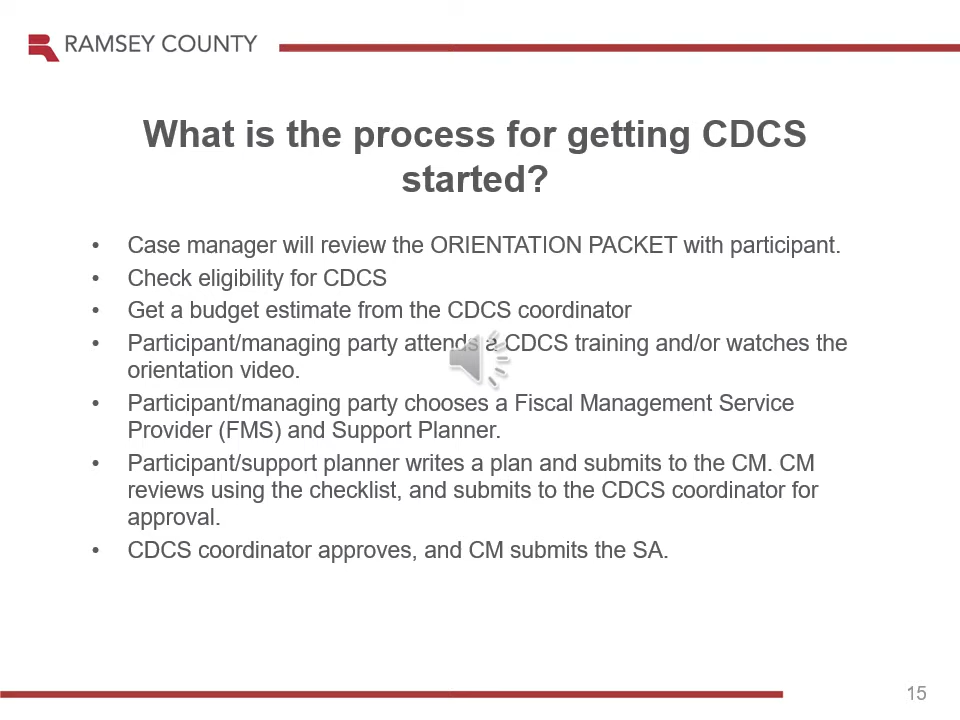 RAMSEY COUNTY
What is the process for getting CDCS
started?
• Case manager will review the ORIENTATION PACKET with participant.
• Check eligibility for CDCS
• Get a budget estimate from the CDCS coordinator
• Participant/managing party attends a CDCS training and/or watches the
orientation video.
• Participant/managing party chooses a Fiscal Management Service
Provider (FMS) and Support Planner.
• Participant/support planner writes a plan and submits to the CM. CM
reviews using the checklist, and submits to the CDCS coordinator for
approval.
• CDCS coordinator approves, and CM submits the SA.
15